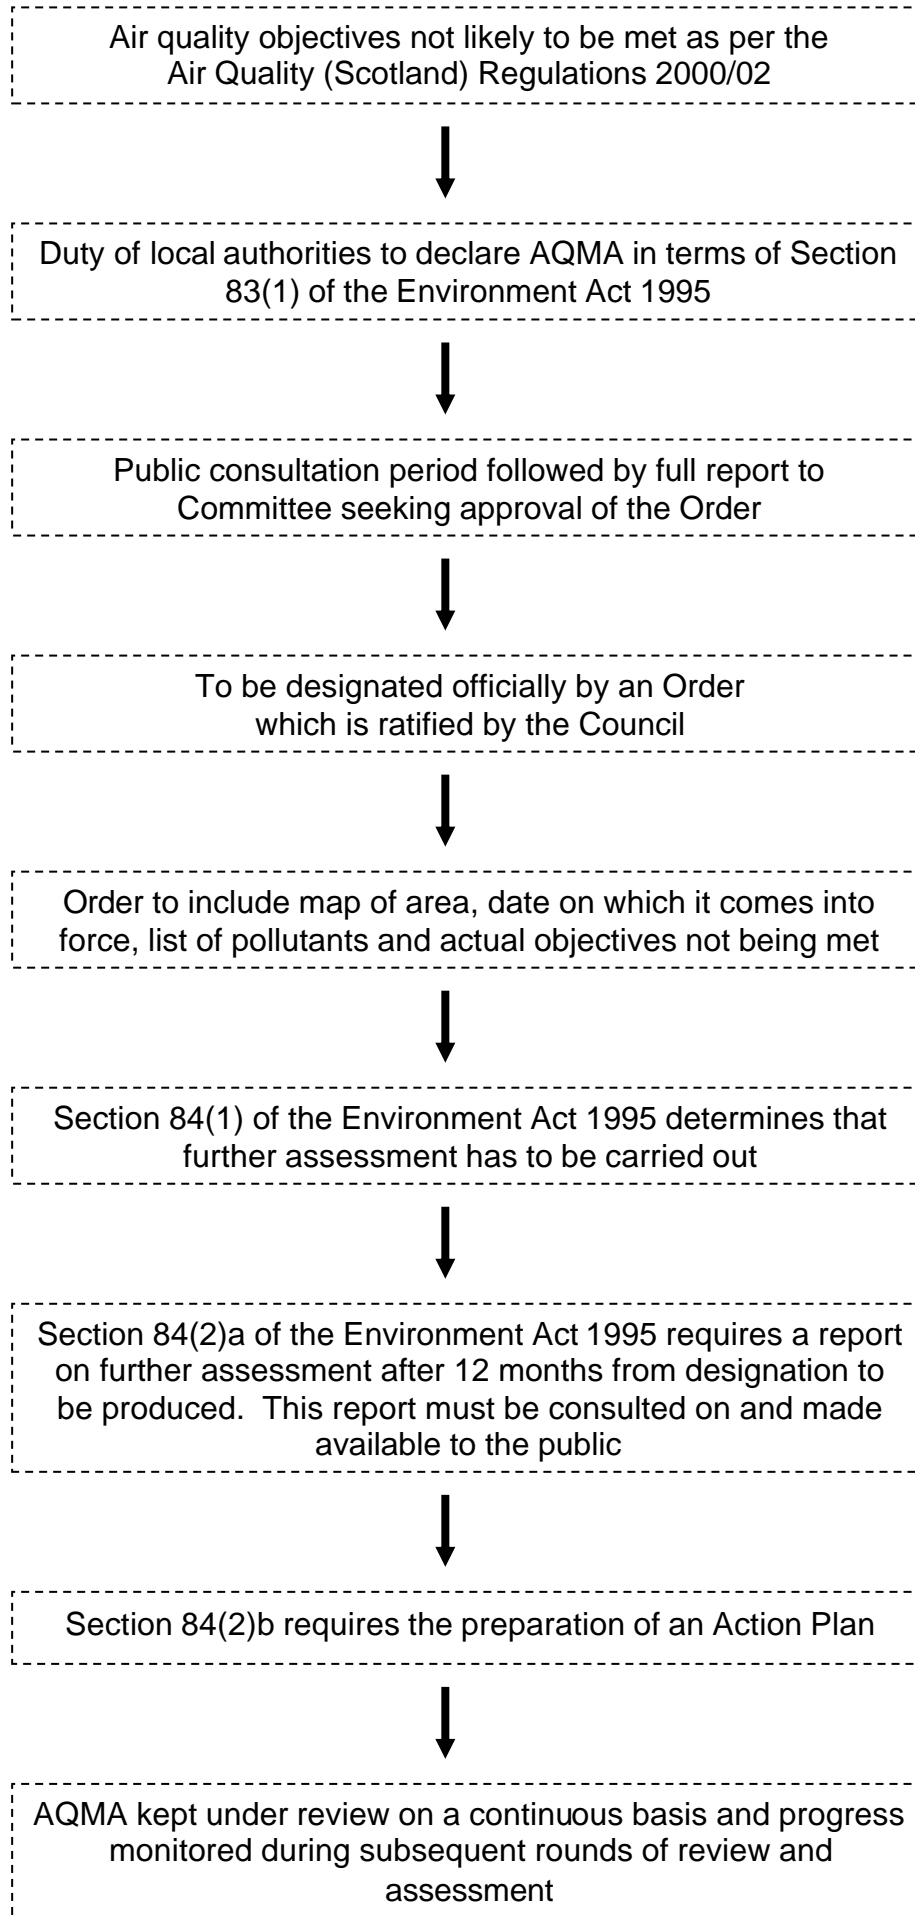 Air quality objectives not likely to be met as per the
Air Quality (Scotland) Regulations 2000/02
Duty of local authorities to declare AQMA in terms of Section
83(1) of the Environment Act 1995
Public consultation period followed by full report to
Committee seeking approval of the Order
To be designated officially by an Order
which is ratified by the Council
Order to include map of area, date on which it comes into
force, list of pollutants and actual objectives not being met
Section 84(1) of the Environment Act 1995 determines that
further assessment has to be carried out
Section 84(2)a of the Environment Act 1995 requires a report
on further assessment after 12 months from designation to
be produced.  This report must be consulted on and made
available to the public
Section 84(2)b requires the preparation of an Action Plan
AQMA kept under review on a continuous basis and progress
monitored during subsequent rounds of review and
assessment